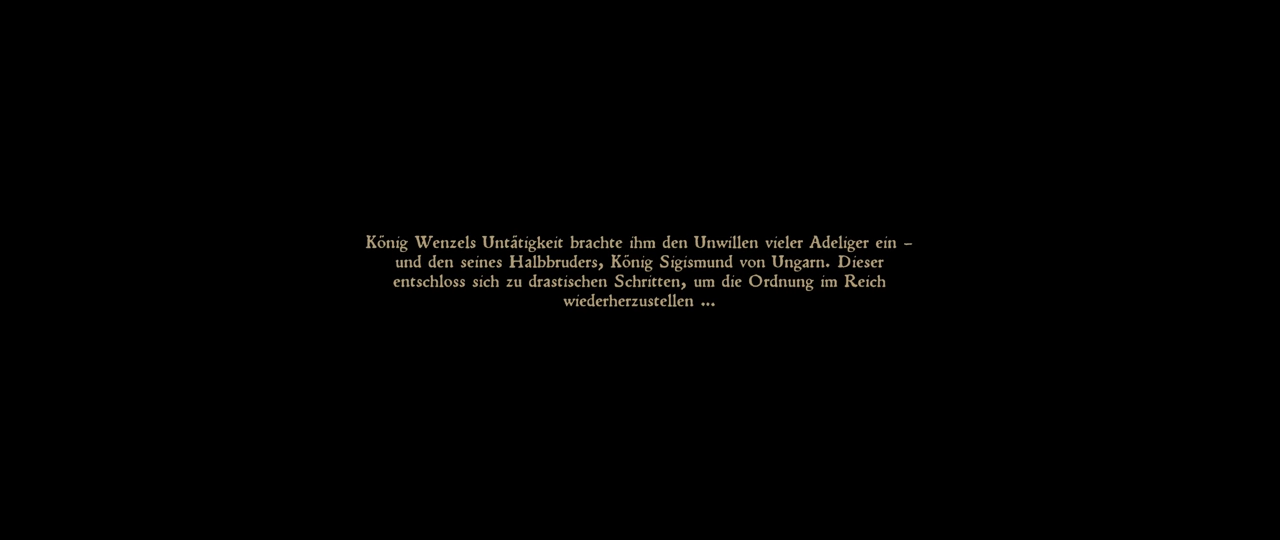 König Wenzels Untätigkeit brachte ihm den Unwillen vieler Adeliger ein –
und den seines Halbbruders, König Sigismund von Ungarn. Dieser
entschloss sich zu drastischen Schritten, um die Ordnung im Reich
wiederherzustellen ...